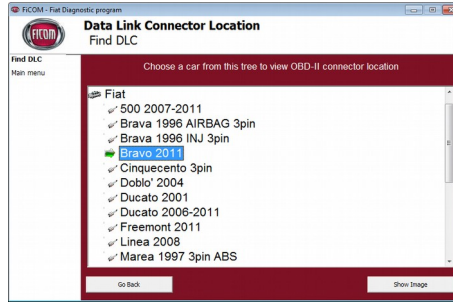 FiCOM - Fiat Diagnostic program
FiCOM
Data Link Connector Location
Find DLC
Find DLC
Main menu
Choose a car from this tree to view OBD-II connector location
Fiat
500 2007-2011
Brava 1996 AIRBAG 3pin
Brava 1996 INJ 3pin
Bravo 2011
Cinquecento 3pin
Doblo' 2004
Ducato 2001
Ducato 2006-2011
Freemont 2011
Linea 2008
Marea 1997 3pin ABS
Go Back
Show Image